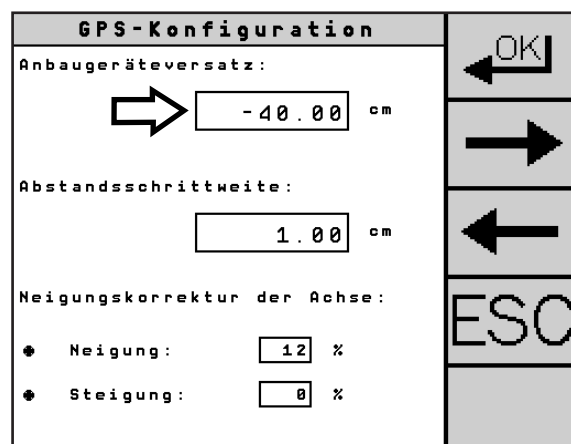 GPS-Konfiguration
Anbaugeräteversatz:
-40.00 cm
Abstandsschrittweite:
1.00 cm
Neigungskorrektur der Achse:
Neigung: 12 %
Steigung: 0 %
OK
ESC